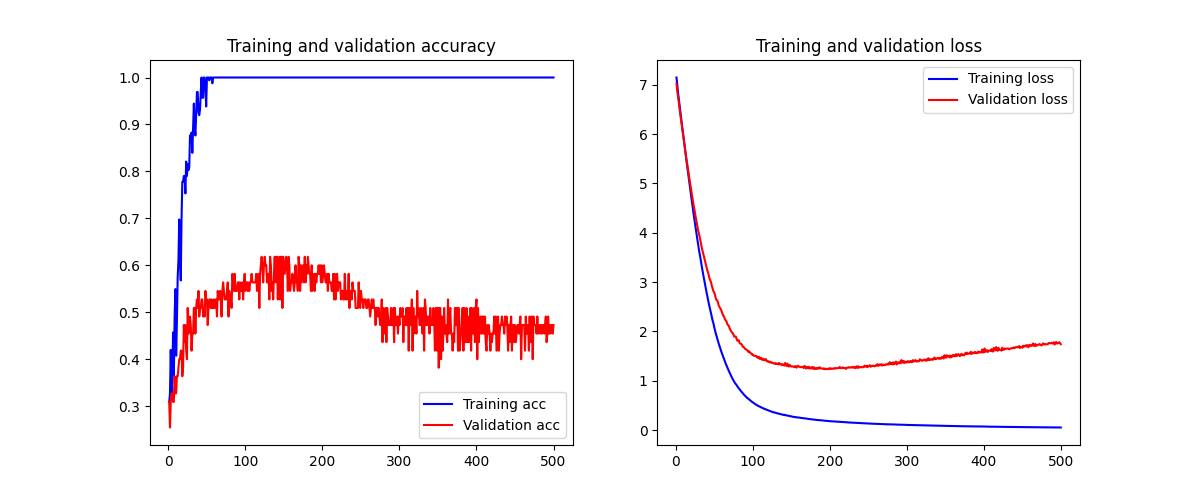 Training and validation accuracy
1.0
0.9
0.8
0.7
0.6
0.5
0.4
0.3
Training acc
Validation acc
0 100 200 300 400 500
Training and validation loss
7
6
5
4
3
2
1
0
Training loss
Validation loss
0 100 200 300 400 500